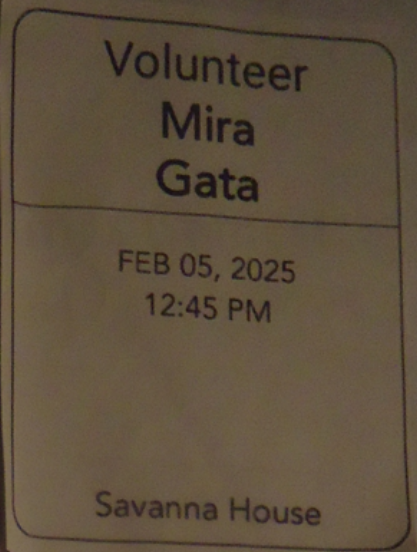 Volunteer
Mira
Gata
FEB 05, 2025
12:45 PM
Savanna House